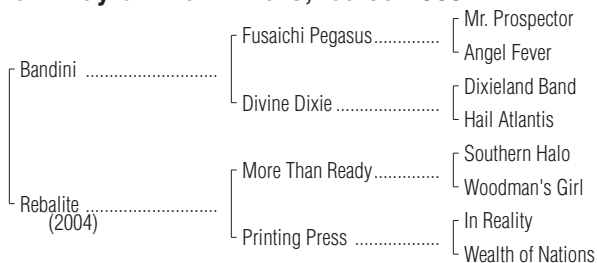 Mr. Prospector
Fusaichi Pegasus.............
Angel Fever
Bandini ..........................
Dixieland Band
Divine Dixie ....................
Hail Atlantis
Southern Halo
More Than Ready.............
Woodman's Girl
Rebalite ..........................
(2004)
In Reality
Printing Press .................
Wealth of Nations